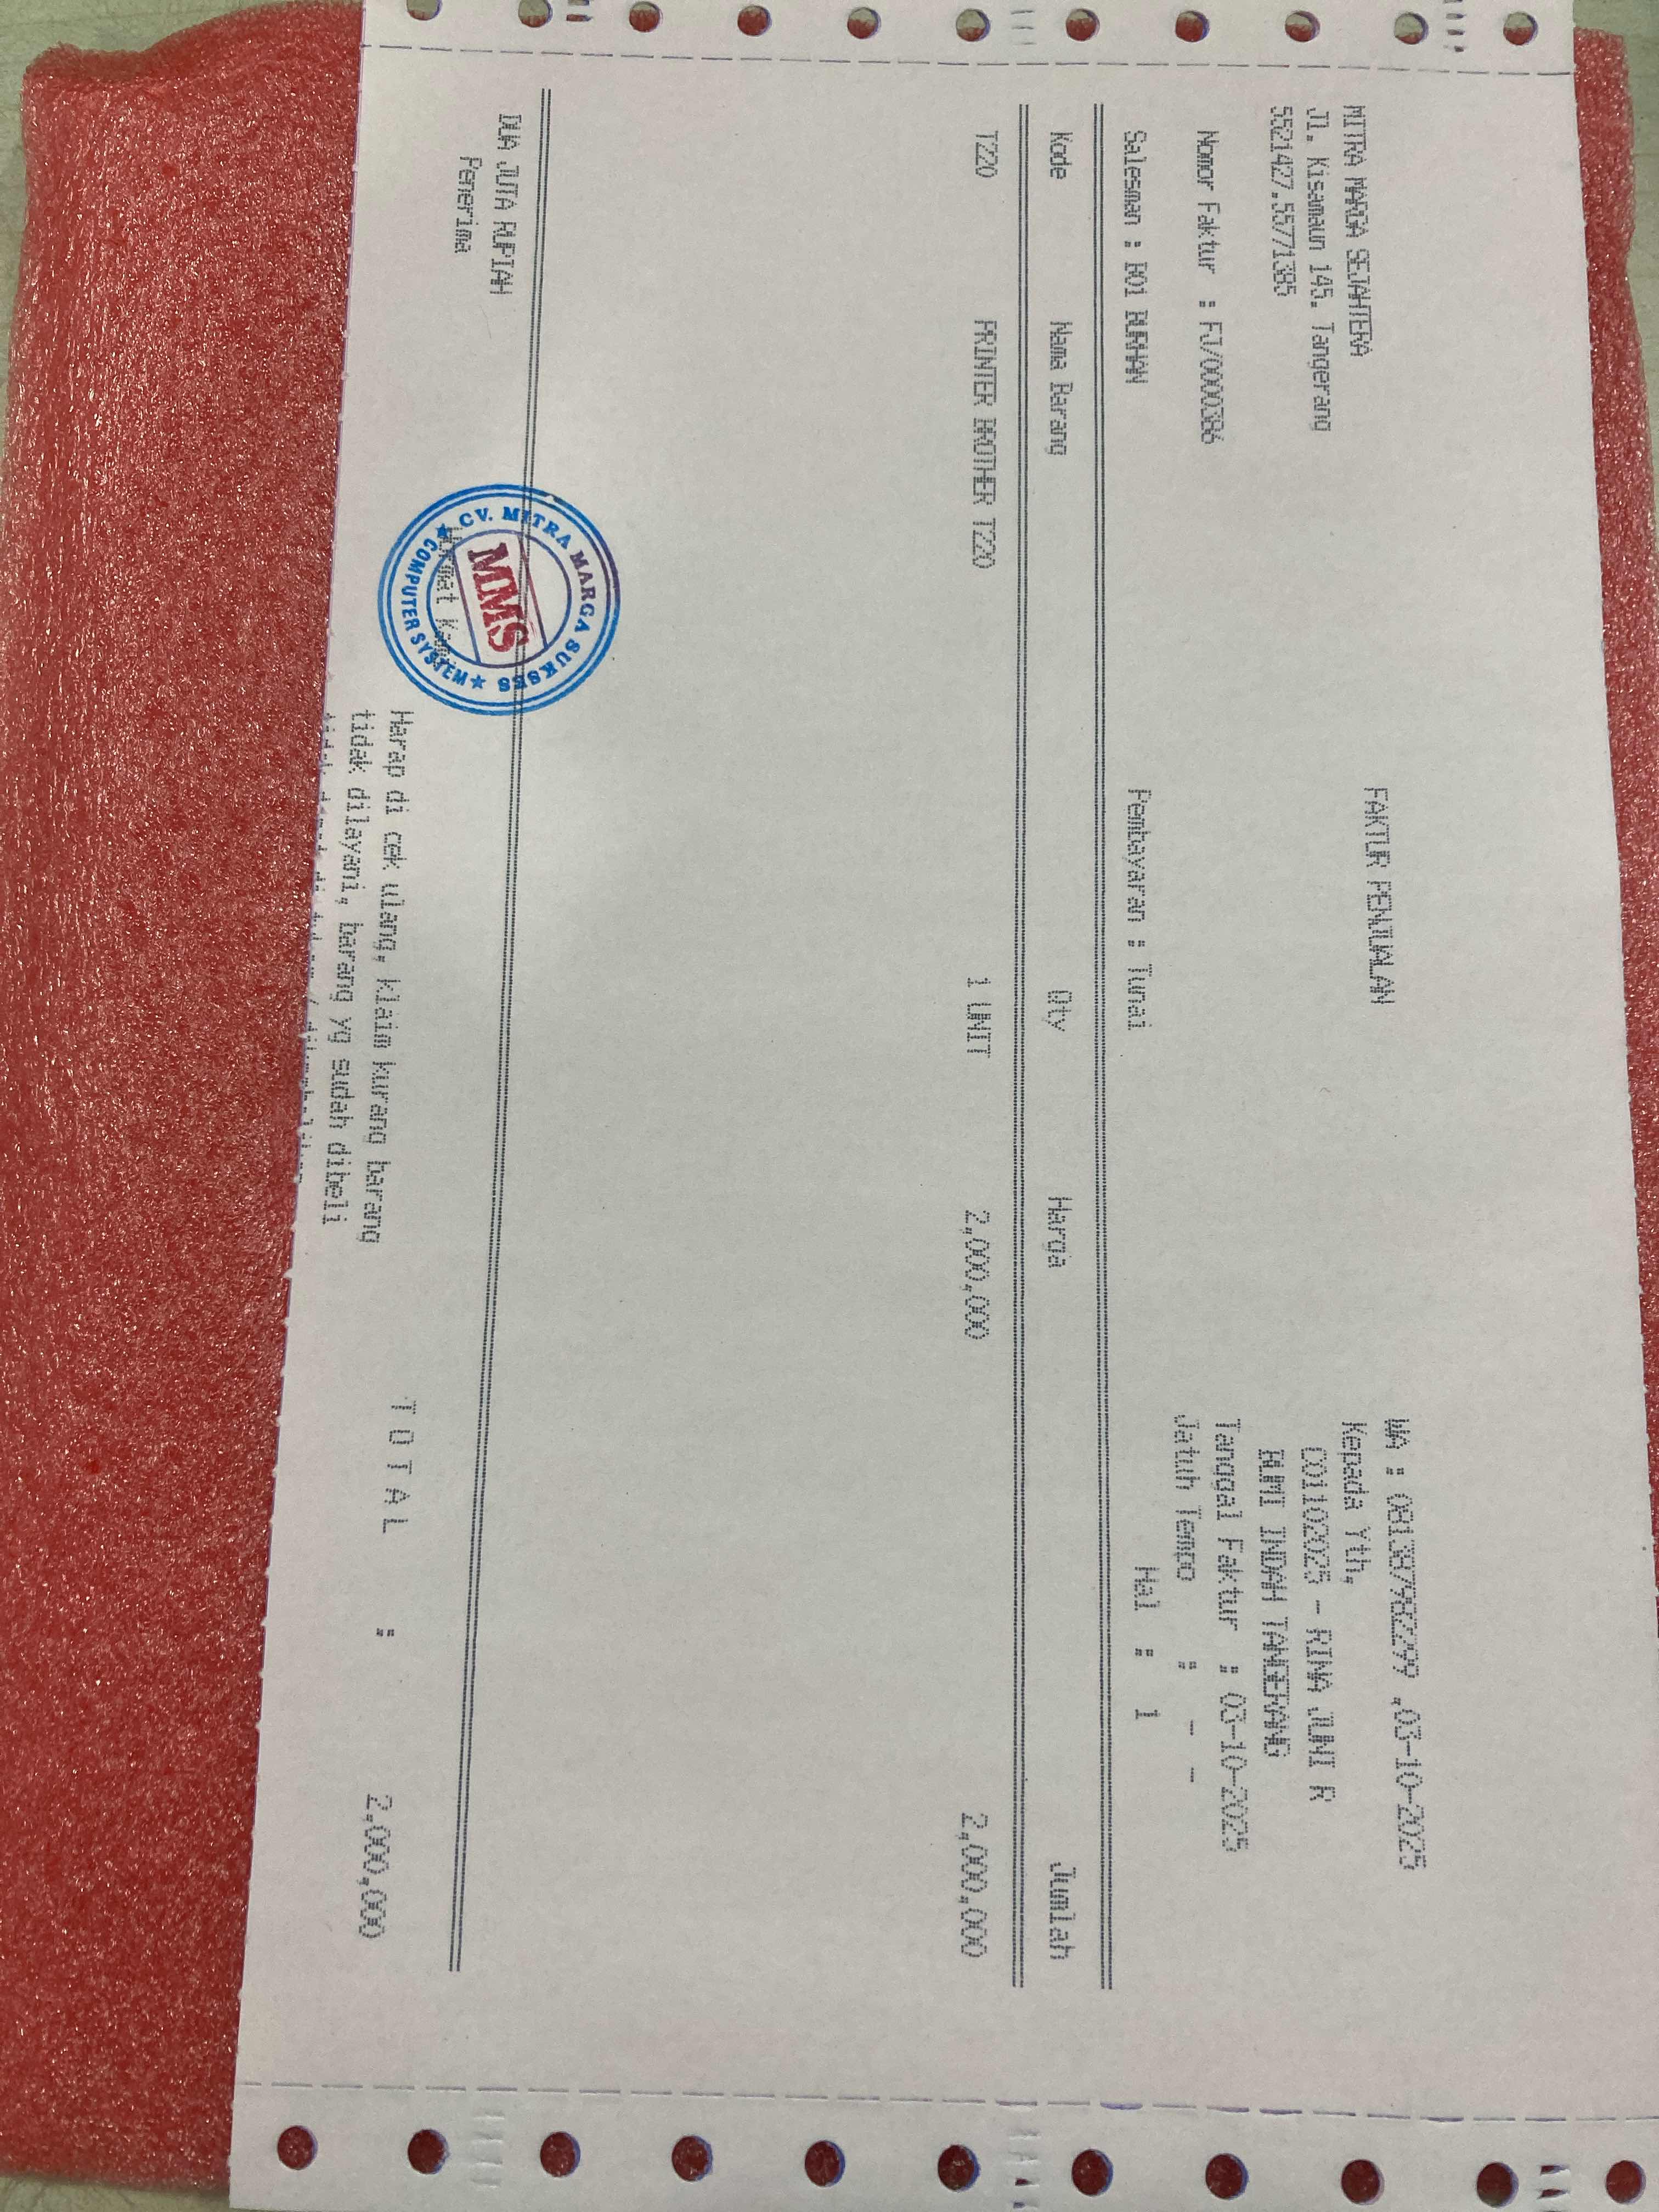 MITRA MARGA SEJAHTERA
Jl. Kisamaun 145. Tangerang
5521427.55771385
FAKTUR PENJUALAN
WA : 081387982299 ,03-10-2025
Kepada Yth,
001102025 - RINA JUNI R
BUMI INDAH TANGERANG
Nomor Faktur : FJ/0000386
Tanggal Faktur : 03-10-2025
Jatuh Tempo : - -
Salesman : B01 BURHAN
Pembayaran : Tunai
Hal : 1
Kode Nama Barang Qty Harga Jumlah
T220 PRINTER BROTHER T220 1 UNIT 2,000,000 2,000,000
DUA JUTA RUPIAH
Penerima
CV. MITRA MARGA SUKSES
MMS
COMPUTER SYSTEM
Harap di cek ulang, klaim kurang barang
tidak dilayani, barang yg sudah dibeli
T O T A L : 2,000,000